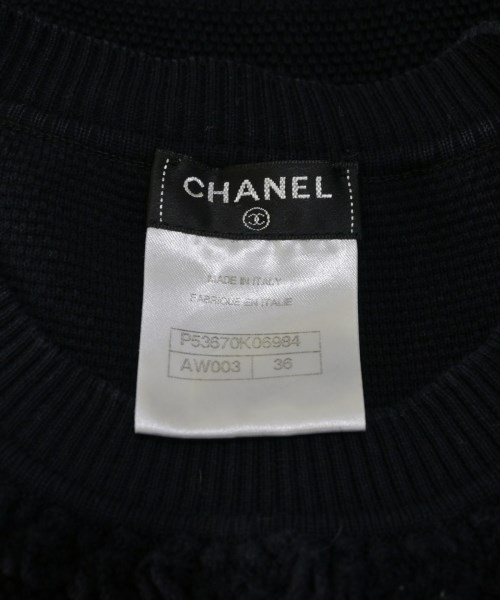 CHANEL
MADE IN ITALY
FABRIQUE EN ITALIE
P53670K06984
AW003 36